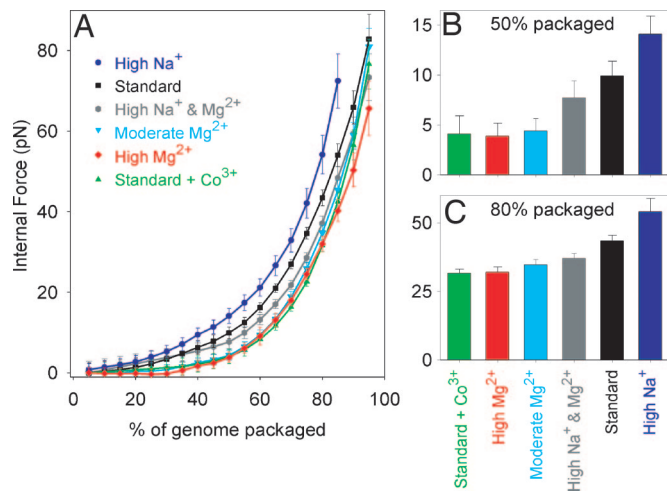 A
High Na⁺
Standard
High Na⁺ & Mg²⁺
Moderate Mg²⁺
High Mg²⁺
Standard + Co³⁺
Internal Force (pN)
80
60
40
20
0
0 20 40 60 80 100
% of genome packaged
B
50% packaged
15
10
5
0
C
80% packaged
50
25
0
Standard + Co³⁺
High Mg²⁺
Moderate Mg²⁺
High Na⁺ & Mg²⁺
Standard
High Na⁺